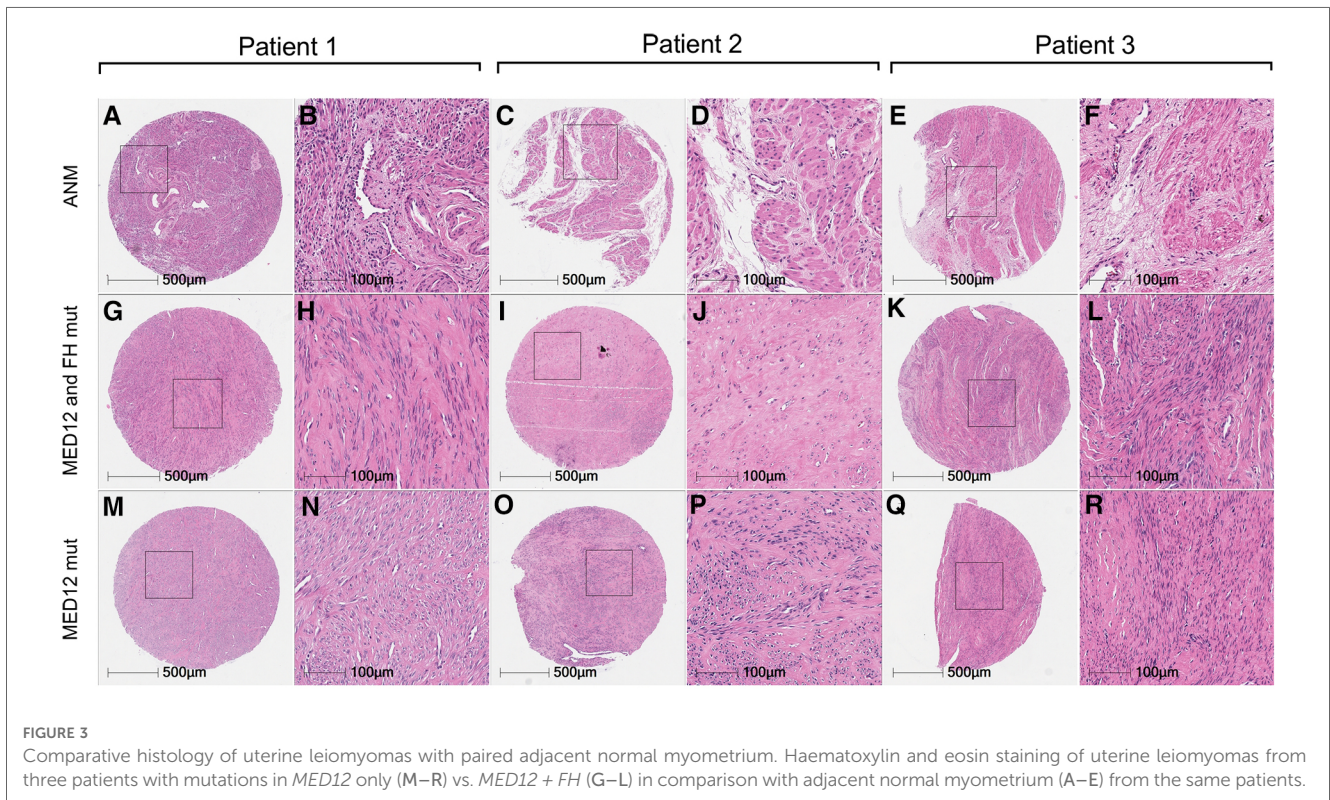 Patient 1 Patient 2 Patient 3
ANM
A B C D E F
500µm 100µm 500µm 100µm 500µm 100µm
MED12 and FH mut
G H I J K L
500µm 100µm 500µm 100µm 500µm 100µm
MED12 mut
M N O P Q R
500µm 100µm 500µm 100µm 500µm 100µm
FIGURE 3
Comparative histology of uterine leiomyomas with paired adjacent normal myometrium. Haematoxylin and eosin staining of uterine leiomyomas from
three patients with mutations in MED12 only (M–R) vs. MED12 + FH (G–L) in comparison with adjacent normal myometrium (A–E) from the same patients.